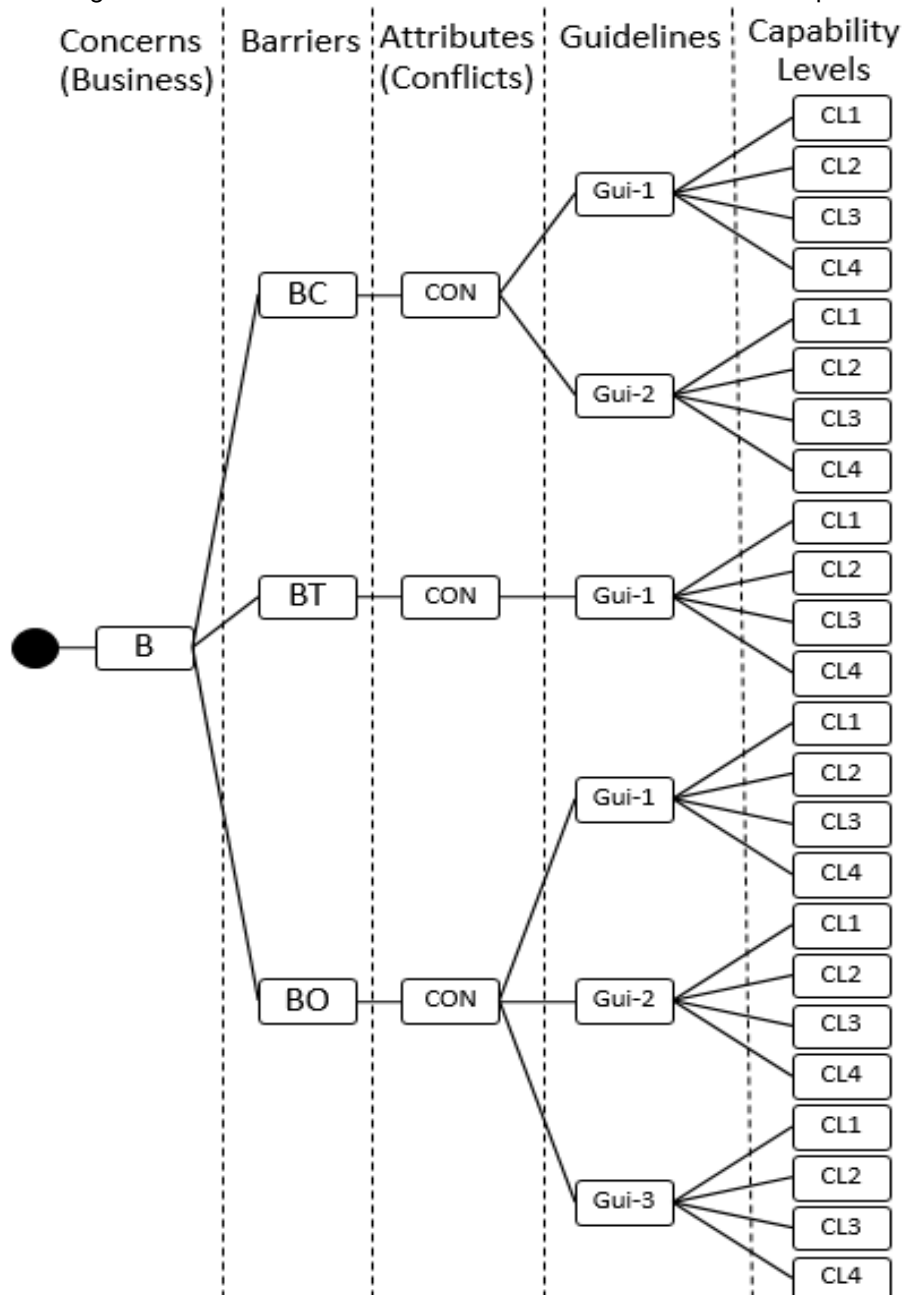 Concerns
(Business)
Barriers
Attributes
(Conflicts)
Guidelines
Capability
Levels
B
BC
CON
Gui-1
CL1
CL2
CL3
CL4
Gui-2
CL1
CL2
CL3
CL4
BT
CON
Gui-1
CL1
CL2
CL3
CL4
BO
CON
Gui-1
CL1
CL2
CL3
CL4
Gui-2
CL1
CL2
CL3
CL4
Gui-3
CL1
CL2
CL3
CL4